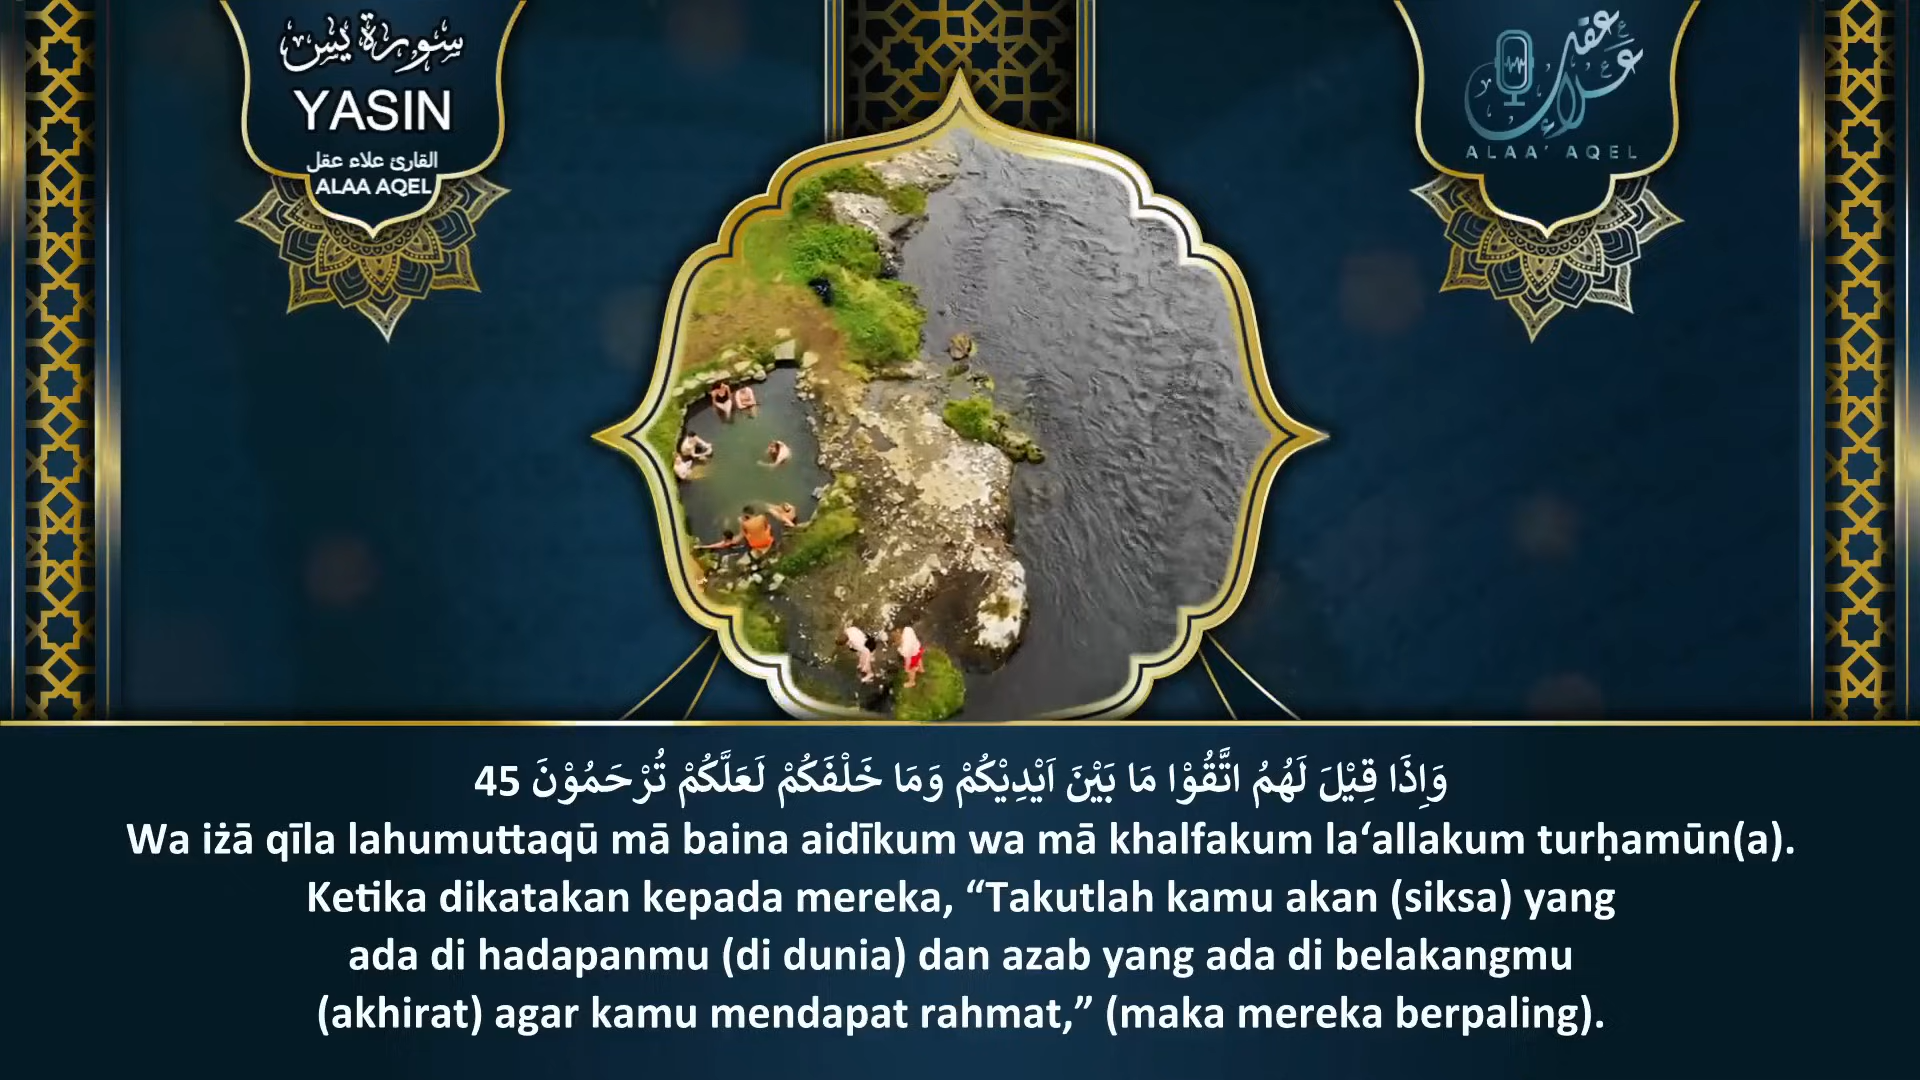 سورة يس
YASIN
القارئ علاء عقل
ALAA AQEL
علاء عقل
ALAA' AQEL
وَاِذَا قِيْلَ لَهُمُ اتَّقُوْا مَا بَيْنَ اَيْدِيْكُمْ وَمَا خَلْفَكُمْ لَعَلَّكُمْ تُرْحَمُوْنَ 45
Wa iżā qīla lahumuttaqū mā baina aidīkum wa mā khalfakum la‘allakum turḥamūn(a).
Ketika dikatakan kepada mereka, “Takutlah kamu akan (siksa) yang
ada di hadapanmu (di dunia) dan azab yang ada di belakangmu
(akhirat) agar kamu mendapat rahmat,” (maka mereka berpaling).